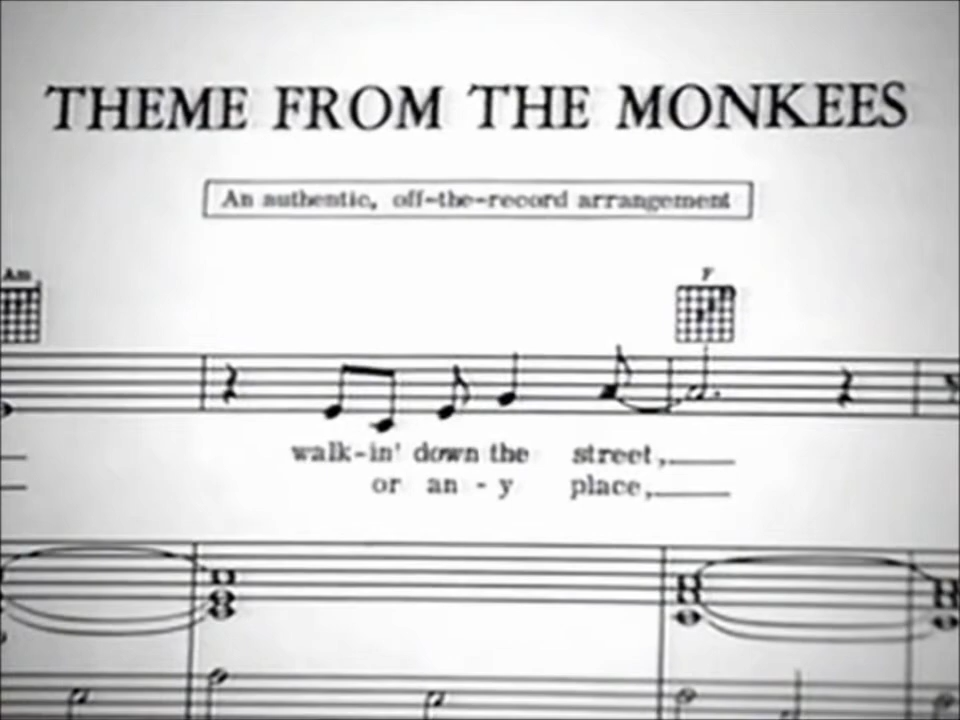 THEME FROM THE MONKEES
An authentic, off-the-record arrangement
Am
F
walk-in' down the street,
or an - y place,